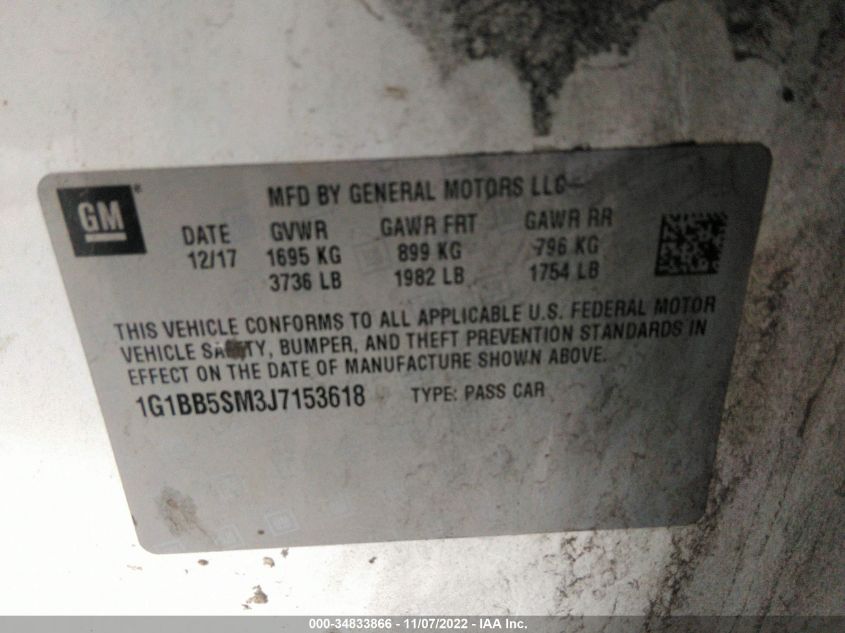 GM ®
MFD BY GENERAL MOTORS LLC
DATE GVWR GAWR FRT GAWR RR
12/17 1695 KG 899 KG 796 KG
3736 LB 1982 LB 1754 LB
THIS VEHICLE CONFORMS TO ALL APPLICABLE U.S. FEDERAL MOTOR
VEHICLE SAFETY, BUMPER, AND THEFT PREVENTION STANDARDS IN
EFFECT ON THE DATE OF MANUFACTURE SHOWN ABOVE.
1G1BB5SM3J7153618 TYPE: PASS CAR
000-34833866 - 11/07/2022 - IAA Inc.